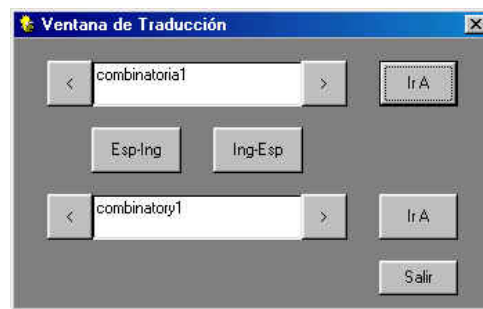 Ventana de Traducción
< combinatoria1 > Ir A
Esp-Ing Ing-Esp
< combinatory1 > Ir A
Salir